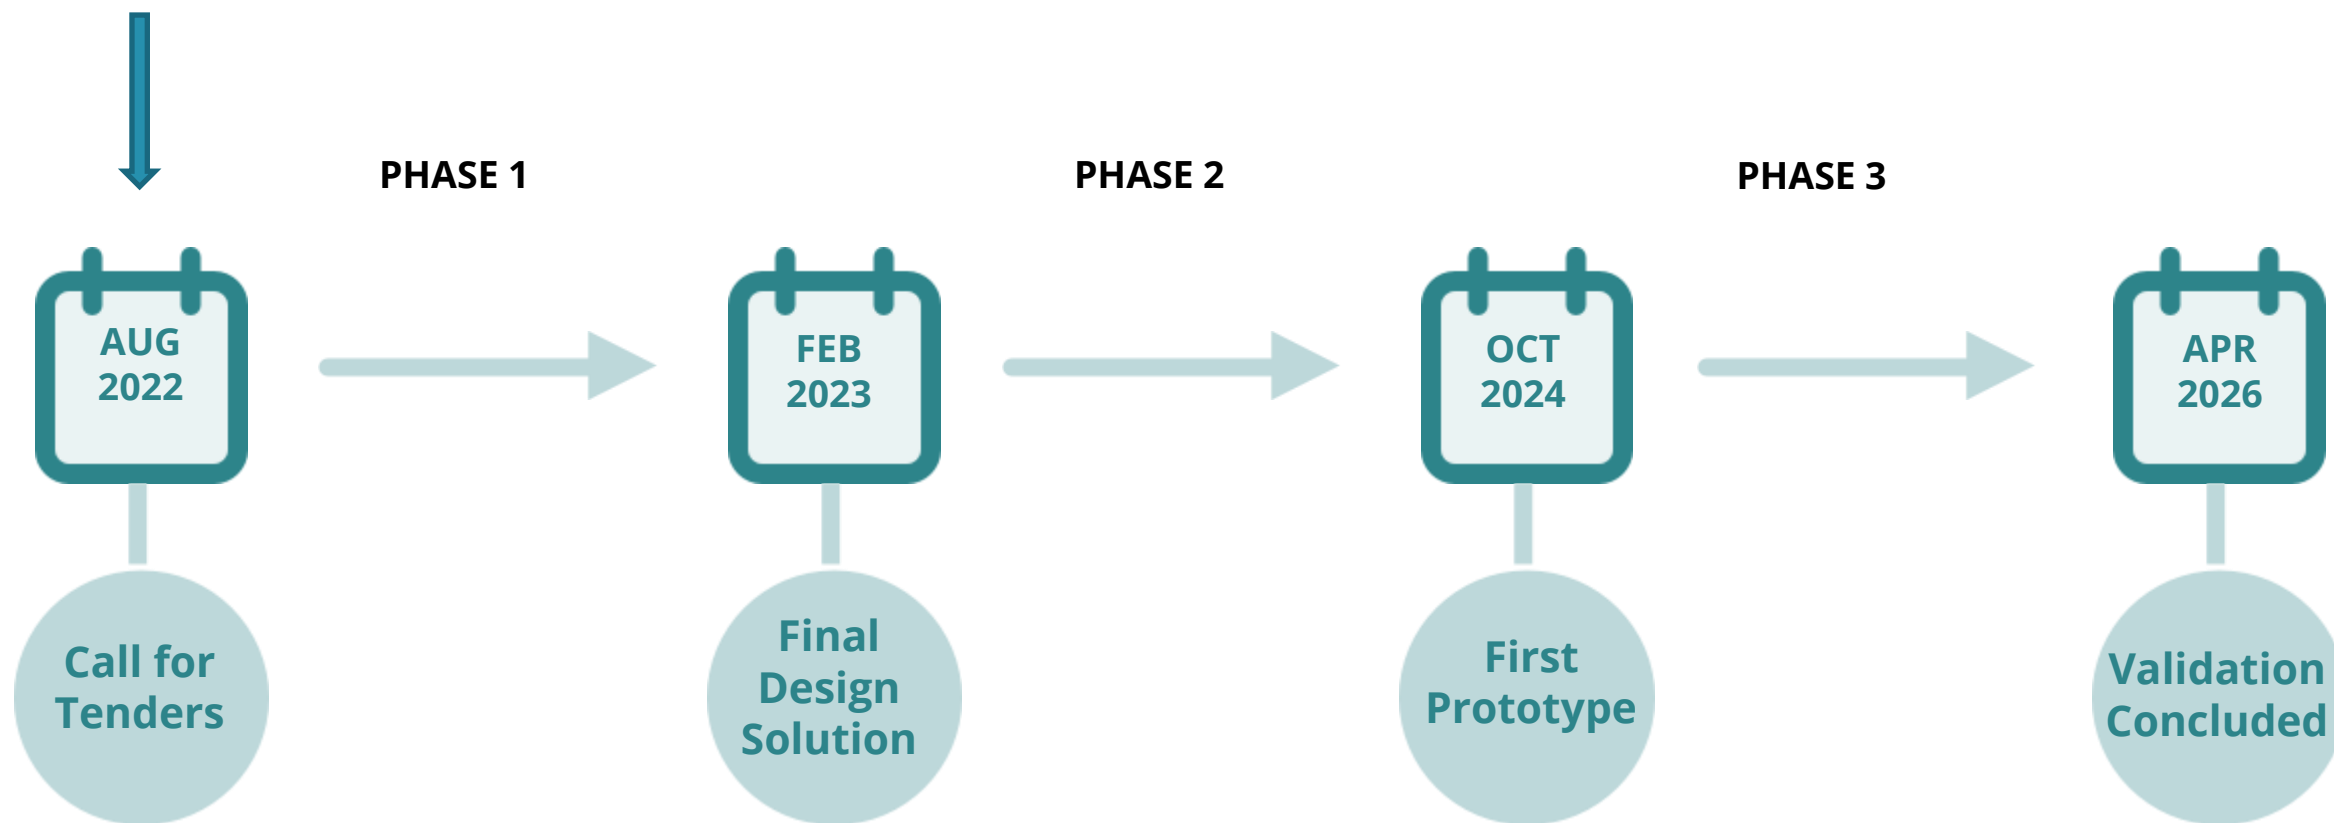 PHASE 1
PHASE 2
PHASE 3
AUG
2022
FEB
2023
OCT
2024
APR
2026
Call for
Tenders
Final
Design
Solution
First
Prototype
Validation
Concluded